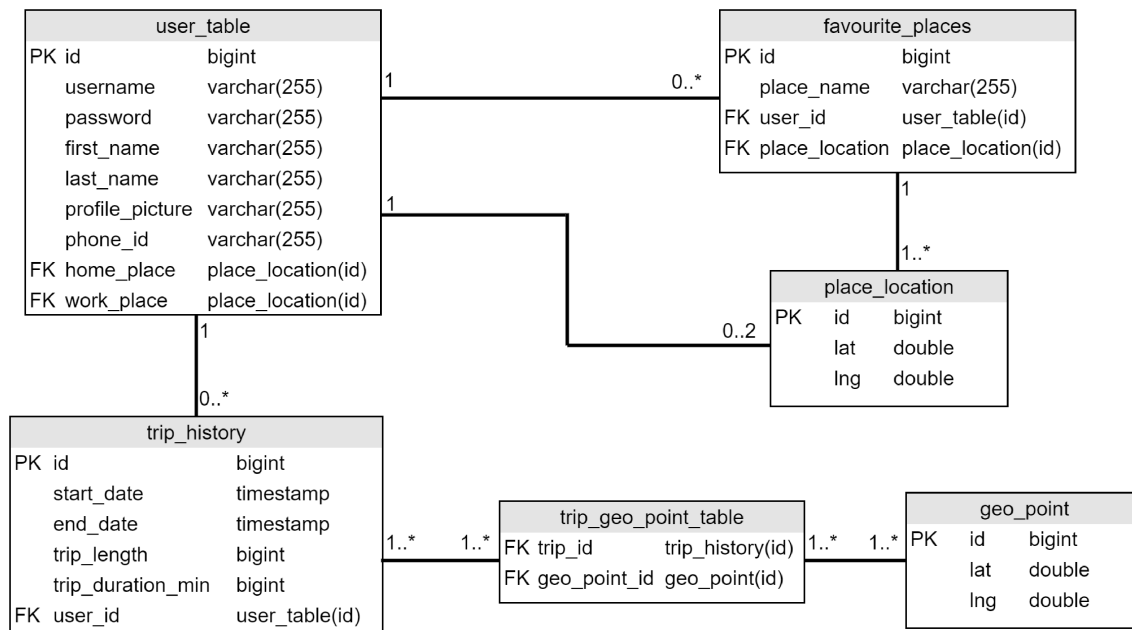 user_table
PK id bigint
username varchar(255)
password varchar(255)
first_name varchar(255)
last_name varchar(255)
profile_picture varchar(255)
phone_id varchar(255)
FK home_place place_location(id)
FK work_place place_location(id)
1
0..*
favourite_places
PK id bigint
place_name varchar(255)
FK user_id user_table(id)
FK place_location place_location(id)
1
0..2
1
1..*
place_location
PK id bigint
lat double
lng double
1
0..*
trip_history
PK id bigint
start_date timestamp
end_date timestamp
trip_length bigint
trip_duration_min bigint
FK user_id user_table(id)
1..* 1..*
trip_geo_point_table
FK trip_id trip_history(id)
FK geo_point_id geo_point(id)
1..* 1..*
geo_point
PK id bigint
lat double
lng double